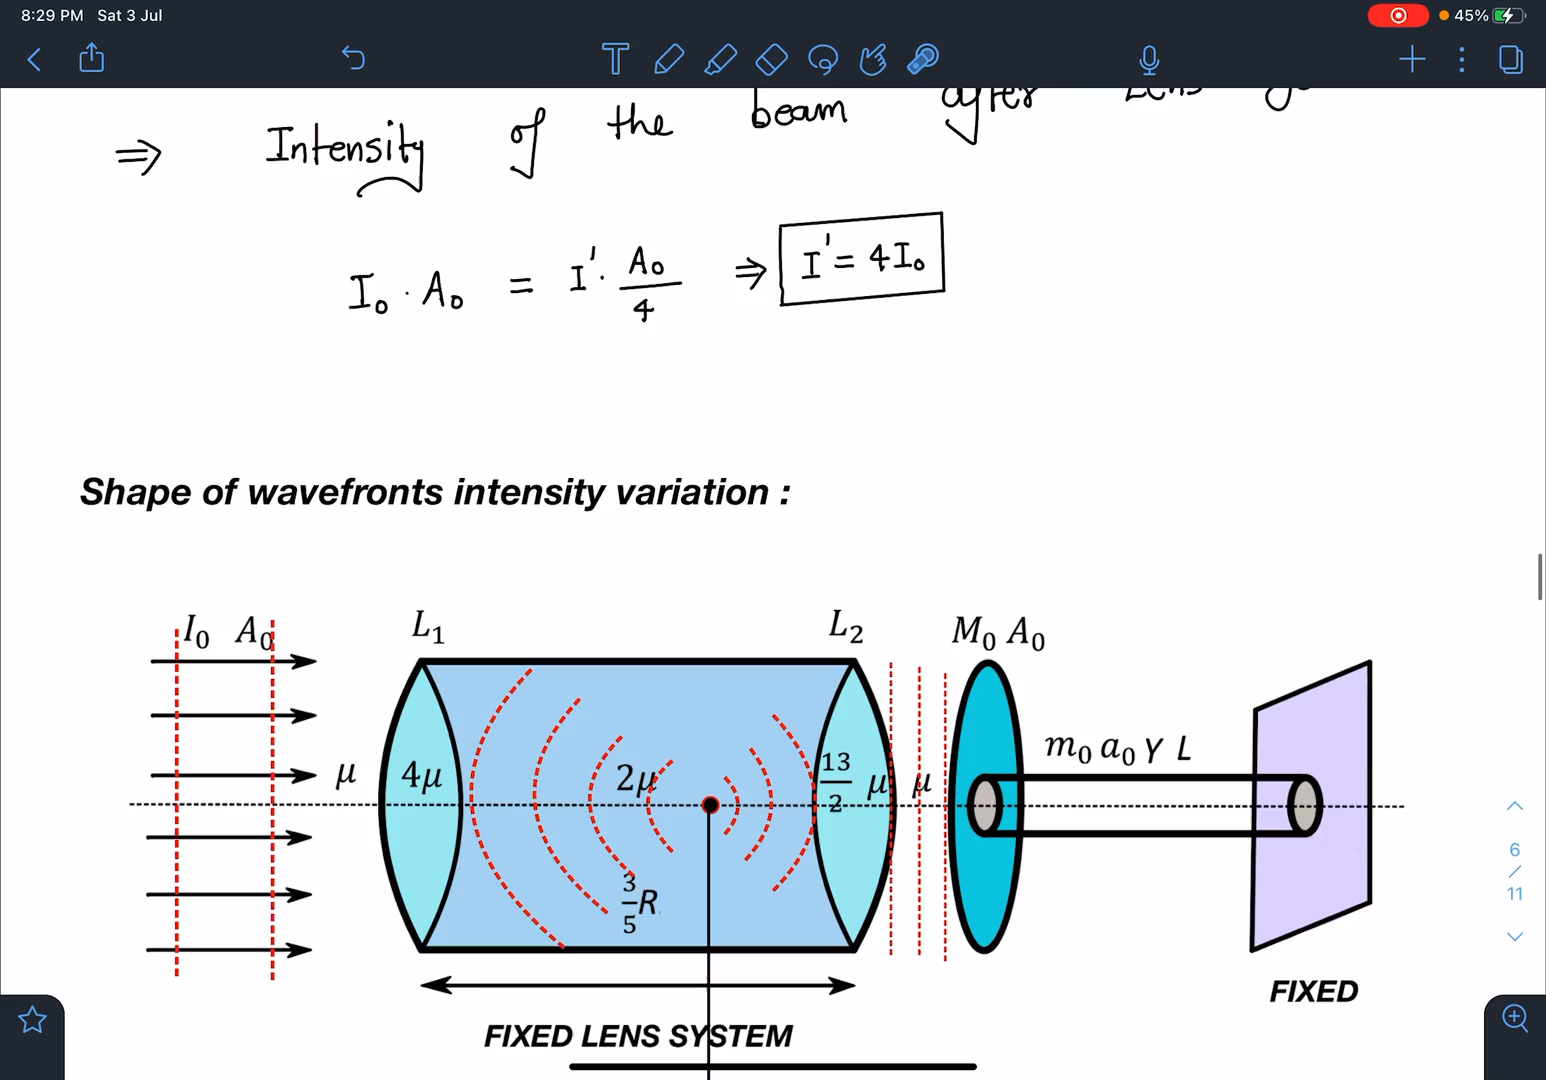 8:29 PM Sat 3 Jul
45%
T
⇒ Intensity of the beam after Lens
I₀ · A₀ = I' · A₀/4 ⇒ I' = 4I₀
Shape of wavefronts intensity variation :
I₀ A₀
L₁
L₂
M₀ A₀
μ
4μ
2μ
13/2 μ
μ
m₀ a₀ γ L
3/5 R
6
/
11
FIXED
FIXED LENS SYSTEM